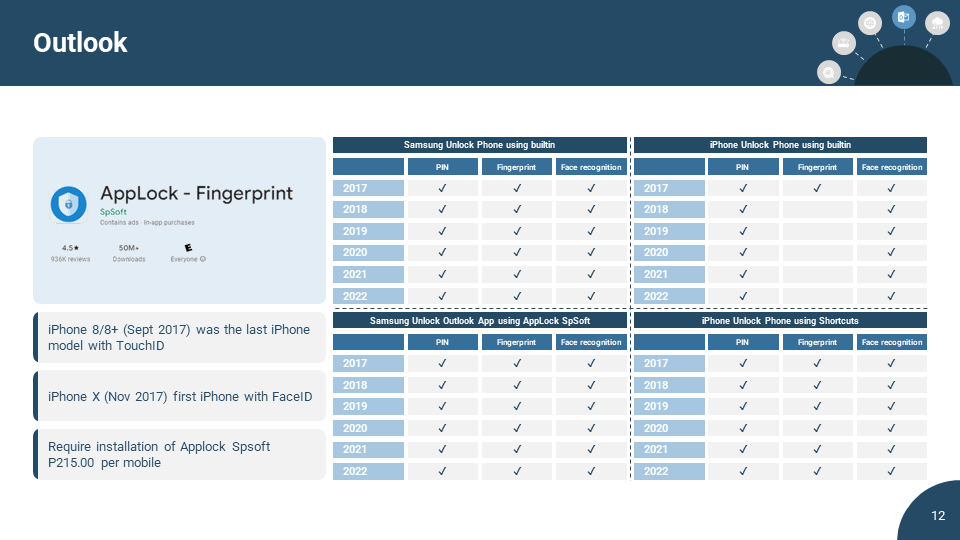 Outlook
AppLock - Fingerprint
SpSoft
Contains ads · In-app purchases
4.5★ 50M+ E
936K reviews Downloads Everyone
iPhone 8/8+ (Sept 2017) was the last iPhone
model with TouchID
iPhone X (Nov 2017) first iPhone with FaceID
Require installation of Applock Spsoft
P215.00 per mobile
Samsung Unlock Phone using builtin
PIN Fingerprint Face recognition
2017 ✓ ✓ ✓
2018 ✓ ✓ ✓
2019 ✓ ✓ ✓
2020 ✓ ✓ ✓
2021 ✓ ✓ ✓
2022 ✓ ✓ ✓
iPhone Unlock Phone using builtin
PIN Fingerprint Face recognition
2017 ✓ ✓ ✓
2018 ✓ ✓
2019 ✓ ✓
2020 ✓ ✓
2021 ✓ ✓
2022 ✓ ✓
Samsung Unlock Outlook App using AppLock SpSoft
PIN Fingerprint Face recognition
2017 ✓ ✓ ✓
2018 ✓ ✓ ✓
2019 ✓ ✓ ✓
2020 ✓ ✓ ✓
2021 ✓ ✓ ✓
2022 ✓ ✓ ✓
iPhone Unlock Phone using Shortcuts
PIN Fingerprint Face recognition
2017 ✓ ✓ ✓
2018 ✓ ✓ ✓
2019 ✓ ✓ ✓
2020 ✓ ✓ ✓
2021 ✓ ✓ ✓
2022 ✓ ✓ ✓
12